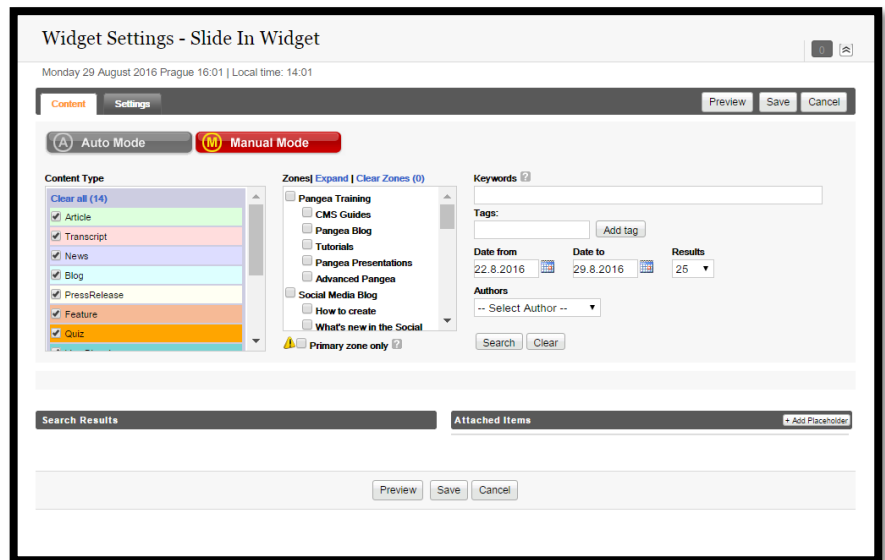 Widget Settings - Slide In Widget
0
Monday 29 August 2016 Prague 16:01 | Local time: 14:01
Content Settings Preview Save Cancel
A Auto Mode M Manual Mode
Content Type
Clear all (14)
Article
Transcript
News
Blog
PressRelease
Feature
Quiz
Zones| Expand | Clear Zones (0)
Pangea Training
CMS Guides
Pangea Blog
Tutorials
Pangea Presentations
Advanced Pangea
Social Media Blog
How to create
What's new in the Social
Primary zone only ?
Keywords ?
Tags:
Add tag
Date from Date to Results
22.8.2016 29.8.2016 25
Authors
-- Select Author --
Search Clear
Search Results
Attached Items + Add Placeholder
Preview Save Cancel